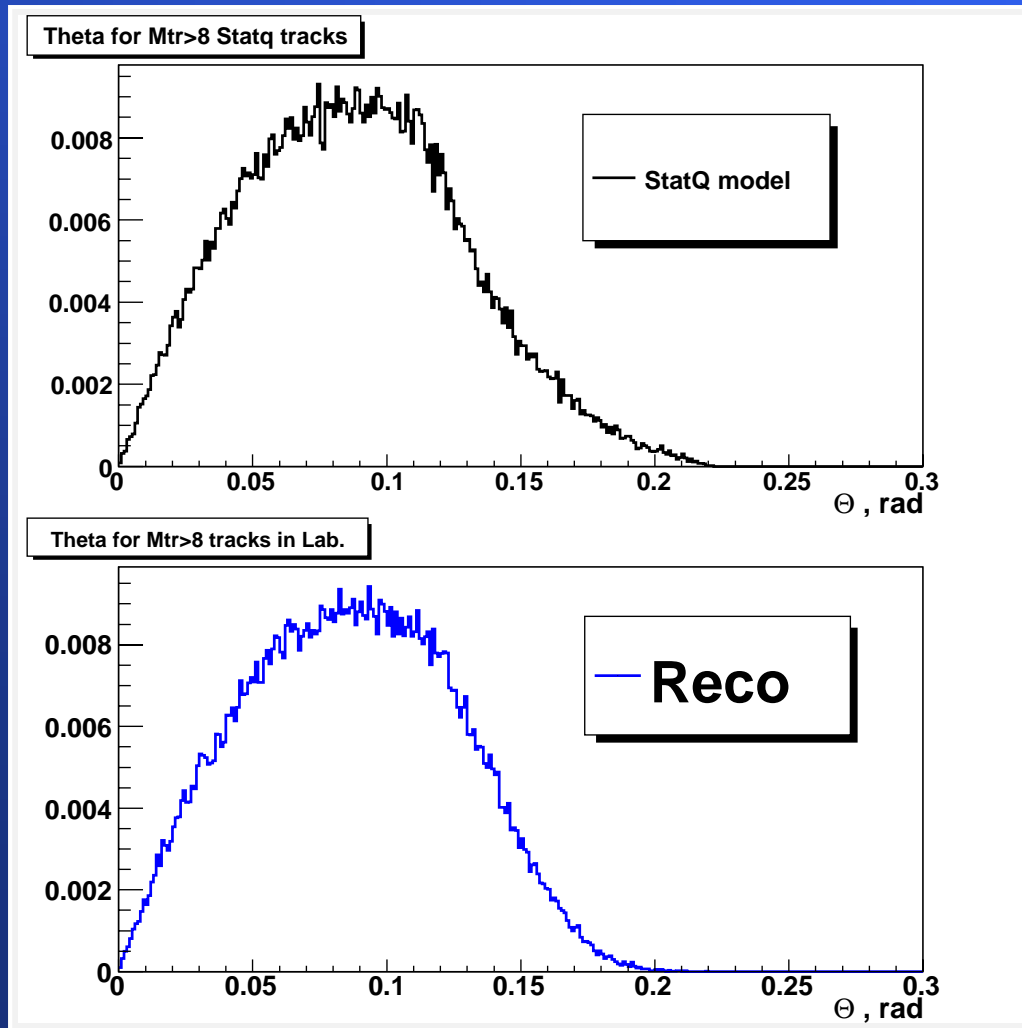 Theta for Mtr>8 Statq tracks
0.008
0.006
0.004
0.002
0
StatQ model
0 0.05 0.1 0.15 0.2 0.25 0.3
Θ , rad
Theta for Mtr>8 tracks in Lab.
0.008
0.006
0.004
0.002
0
Reco
0 0.05 0.1 0.15 0.2 0.25 0.3
Θ , rad